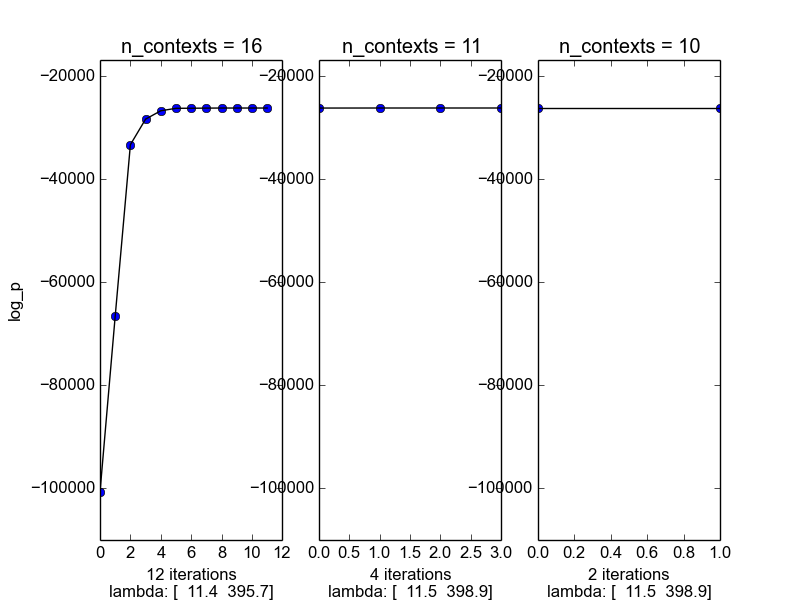 n_contexts = 16
n_contexts = 11
n_contexts = 10
log_p
−20000
−40000
−60000
−80000
−100000
0 2 4 6 8 10 12
12 iterations
lambda: [ 11.4 395.7]
−20000
−40000
−60000
−80000
−100000
0.0 0.5 1.0 1.5 2.0 2.5 3.0
4 iterations
lambda: [ 11.5 398.9]
−20000
−40000
−60000
−80000
−100000
0.0 0.2 0.4 0.6 0.8 1.0
2 iterations
lambda: [ 11.5 398.9]